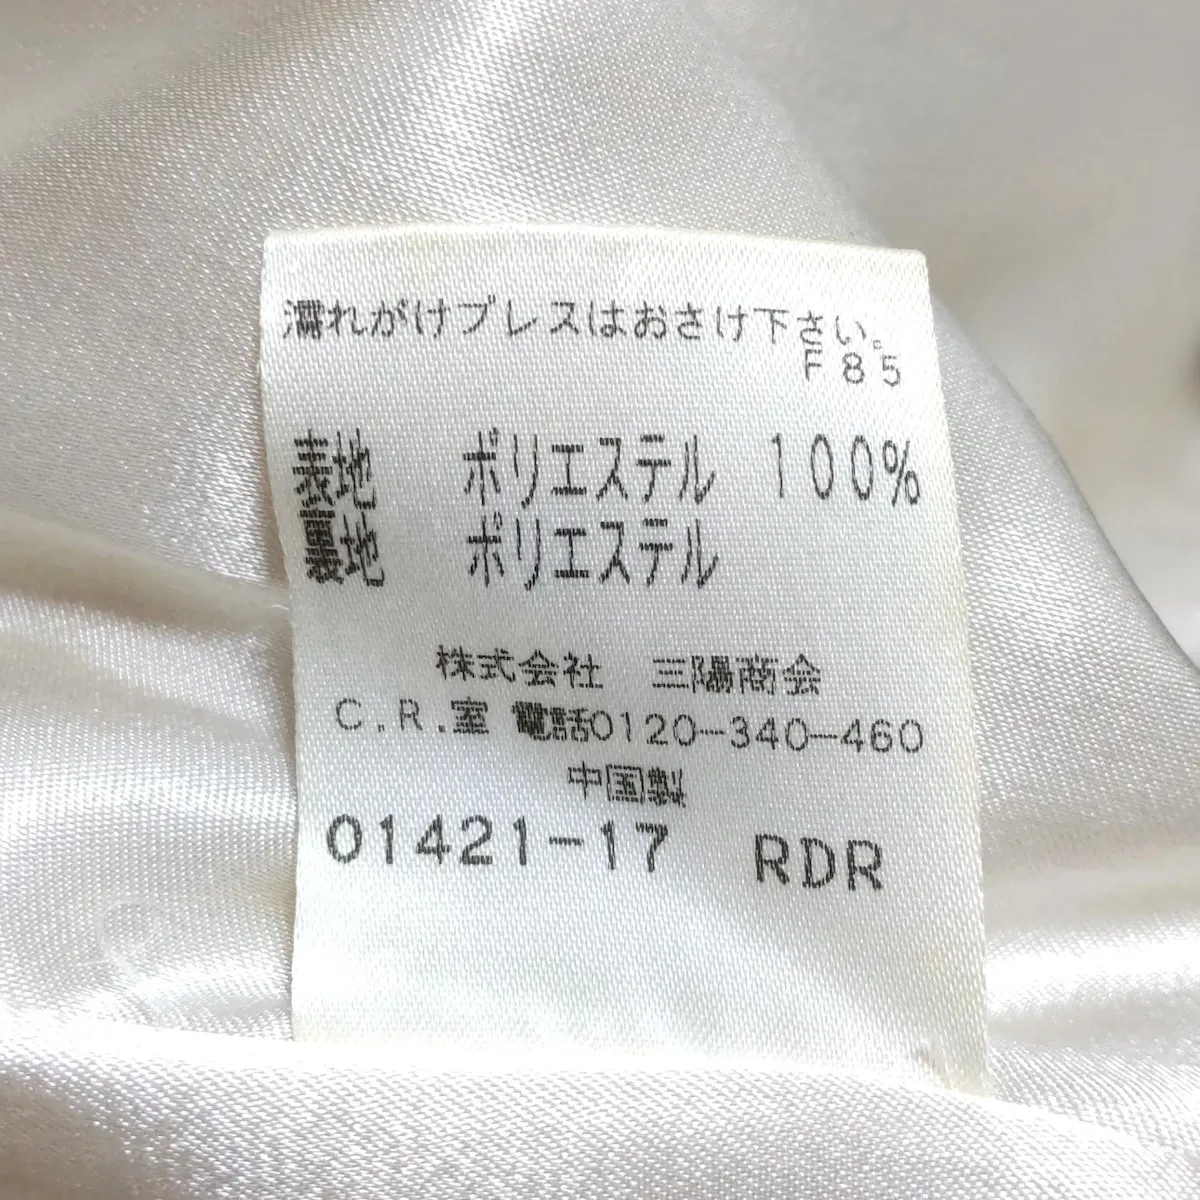 濡れがけプレスはおさけ下さい。
F85
表地 ポリエステル 100%
裏地 ポリエステル
株式会社 三陽商会
C.R.室 電話0120-340-460
中国製
01421-17 RDR